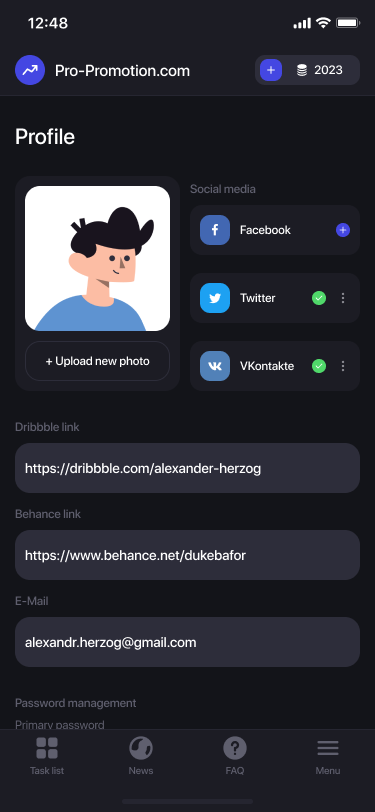 12:48
Pro-Promotion.com
+ 2023
Profile
Social media
Facebook
Twitter
VKontakte
+ Upload new photo
Dribbble link
https://dribbble.com/alexander-herzog
Behance link
https://www.behance.net/dukebafor
E-Mail
alexandr.herzog@gmail.com
Password management
Primary password
Task list
News
FAQ
Menu